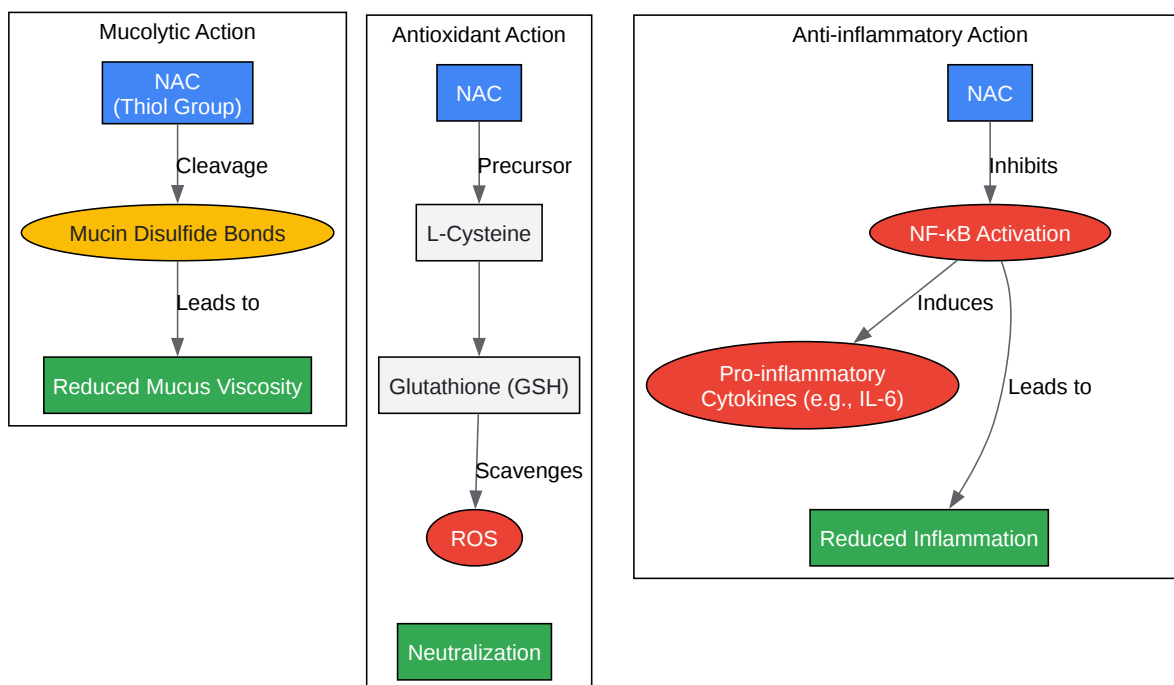 Mucolytic Action
NAC
(Thiol Group)
Cleavage
Mucin Disulfide Bonds
Leads to
Reduced Mucus Viscosity
Antioxidant Action
NAC
Precursor
L-Cysteine
Glutathione (GSH)
Scavenges
ROS
Neutralization
Anti-inflammatory Action
NAC
Inhibits
NF-κB Activation
Induces
Pro-inflammatory
Cytokines (e.g., IL-6)
Leads to
Reduced Inflammation